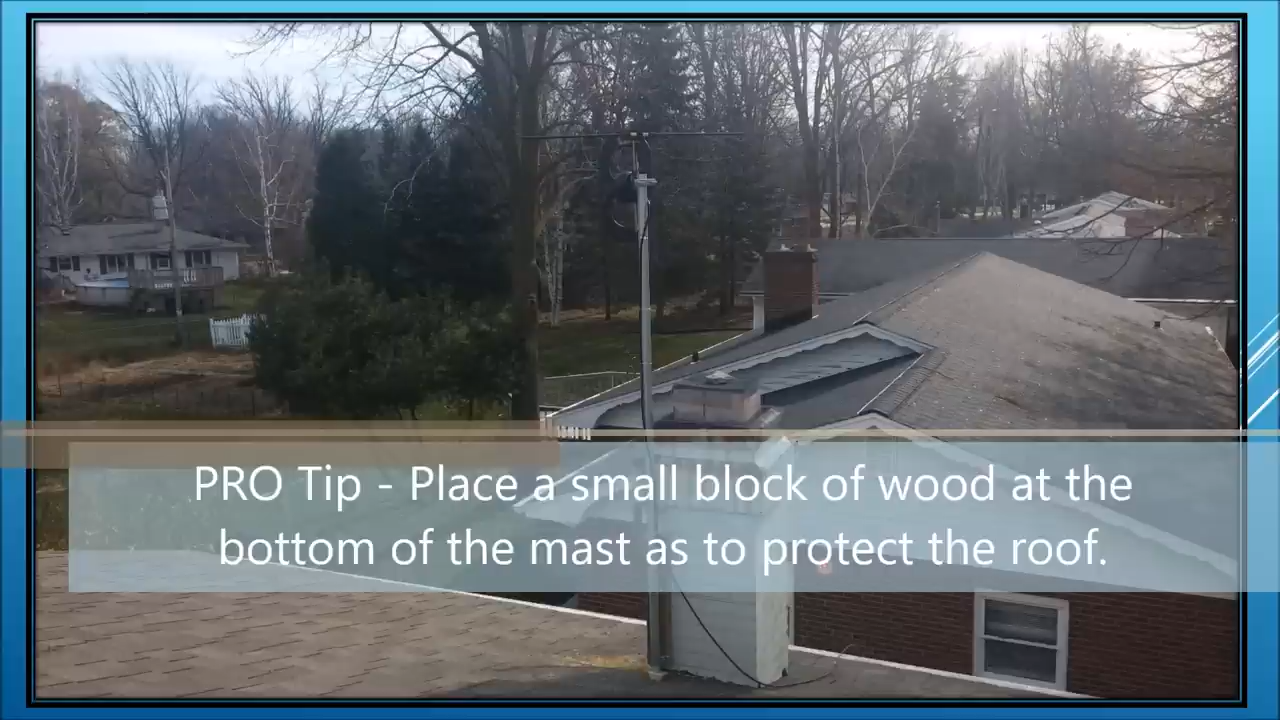 PRO Tip - Place a small block of wood at the
bottom of the mast as to protect the roof.